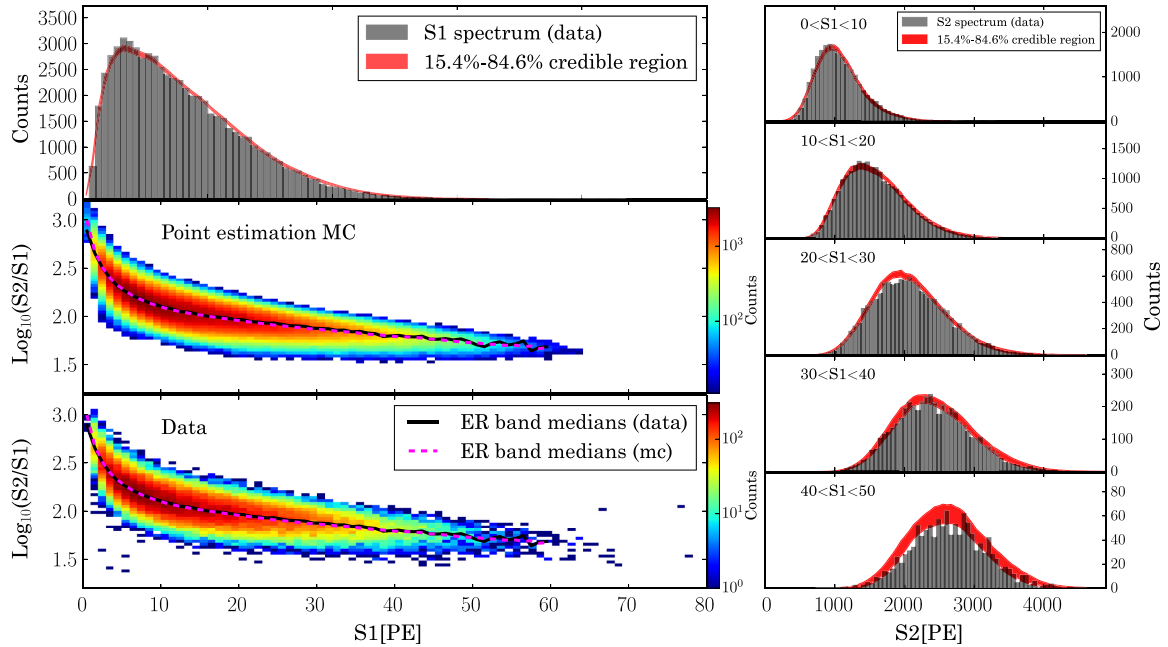 S1 spectrum (data)
15.4%-84.6% credible region
Counts
3500
3000
2500
2000
1500
1000
500
0
Point estimation MC
Log10(S2/S1)
3.0
2.5
2.0
1.5
10³
10²
Counts
Data
ER band medians (data)
ER band medians (mc)
Log10(S2/S1)
3.0
2.5
2.0
1.5
10²
10¹
10⁰
Counts
0 10 20 30 40 50 60 70 80
S1[PE]
0<S1<10
S2 spectrum (data)
15.4%-84.6% credible region
2000
1000
0
10<S1<20
1500
1000
500
0
20<S1<30
800
600
400
200
0
Counts
30<S1<40
300
200
100
0
40<S1<50
80
60
40
20
0
0 1000 2000 3000 4000
S2[PE]